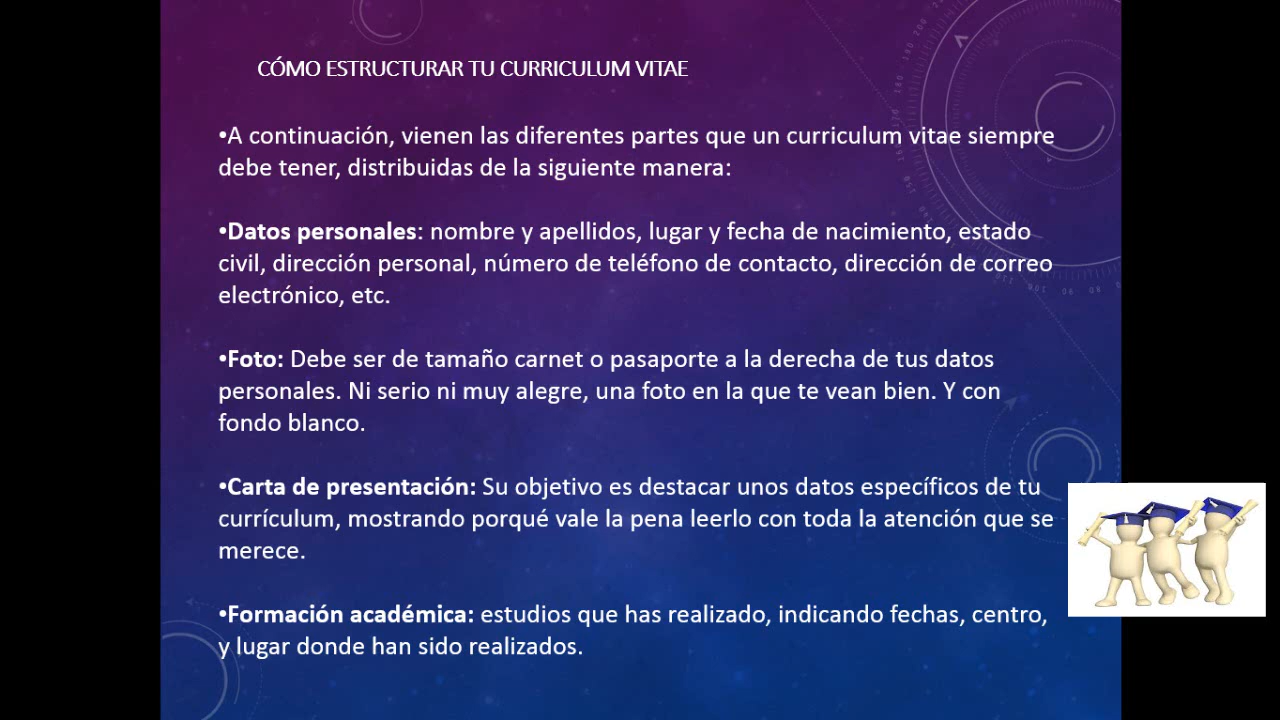 CÓMO ESTRUCTURAR TU CURRICULUM VITAE
•A continuación, vienen las diferentes partes que un curriculum vitae siempre
debe tener, distribuidas de la siguiente manera:
•Datos personales: nombre y apellidos, lugar y fecha de nacimiento, estado
civil, dirección personal, número de teléfono de contacto, dirección de correo
electrónico, etc.
•Foto: Debe ser de tamaño carnet o pasaporte a la derecha de tus datos
personales. Ni serio ni muy alegre, una foto en la que te vean bien. Y con
fondo blanco.
•Carta de presentación: Su objetivo es destacar unos datos específicos de tu
currículum, mostrando porqué vale la pena leerlo con toda la atención que se
merece.
•Formación académica: estudios que has realizado, indicando fechas, centro,
y lugar donde han sido realizados.